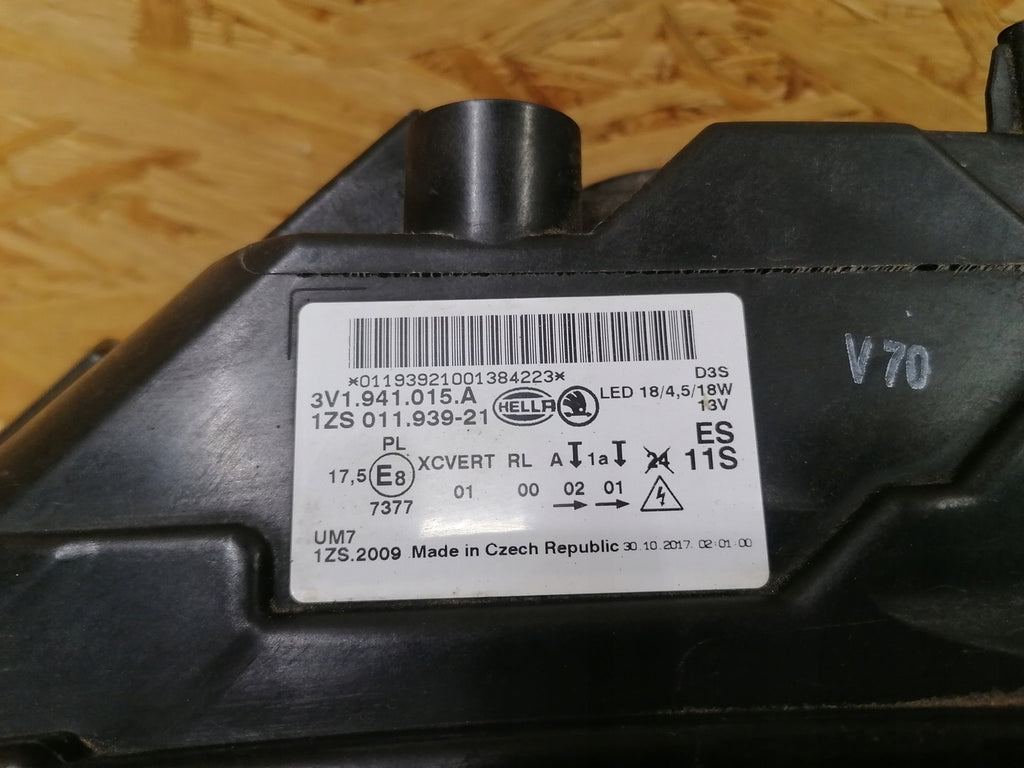 *01193921001384223*
D3S
3V1.941.015.A
HELLA
LED 18/4,5/18W
13V
1ZS 011.939-21
ES
11S
PL
17,5 E8 XCVERT RL A 1a 24
7377 01 00 02 01
UM7
1ZS.2009 Made in Czech Republic 30.10.2017 02:01:00
V70